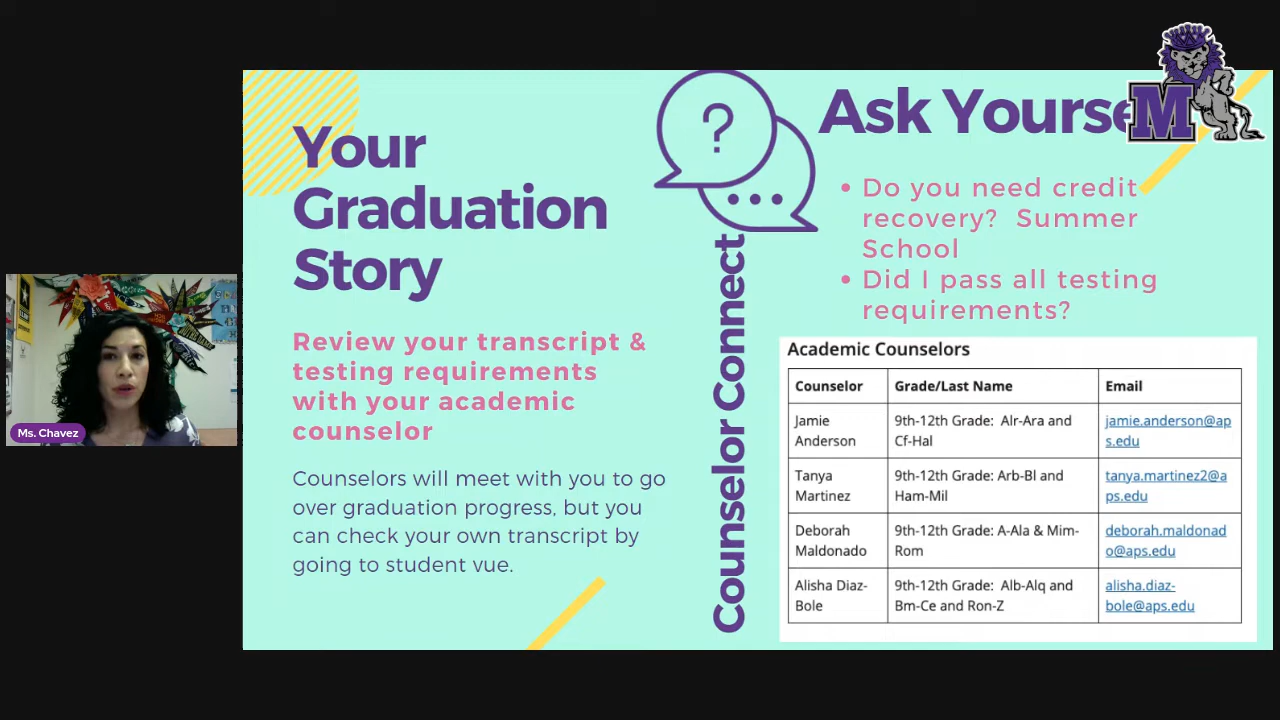 Your
Graduation
Story
Review your transcript &
testing requirements
with your academic
counselor
Counselors will meet with you to go
over graduation progress, but you
can check your own transcript by
going to student vue.
Ms. Chavez
?
Counselor Connect
Ask Yourse
M
• Do you need credit
recovery? Summer
School
• Did I pass all testing
requirements?
Academic Counselors
Counselor Grade/Last Name Email
Jamie 9th-12th Grade: Alr-Ara and jamie.anderson@ap
Anderson Cf-Hal s.edu
Tanya 9th-12th Grade: Arb-Bl and tanya.martinez2@a
Martinez Ham-Mil ps.edu
Deborah 9th-12th Grade: A-Ala & Mim- deborah.maldonad
Maldonado Rom o@aps.edu
Alisha Diaz- 9th-12th Grade: Alb-Alq and alisha.diaz-
Bole Bm-Ce and Ron-Z bole@aps.edu